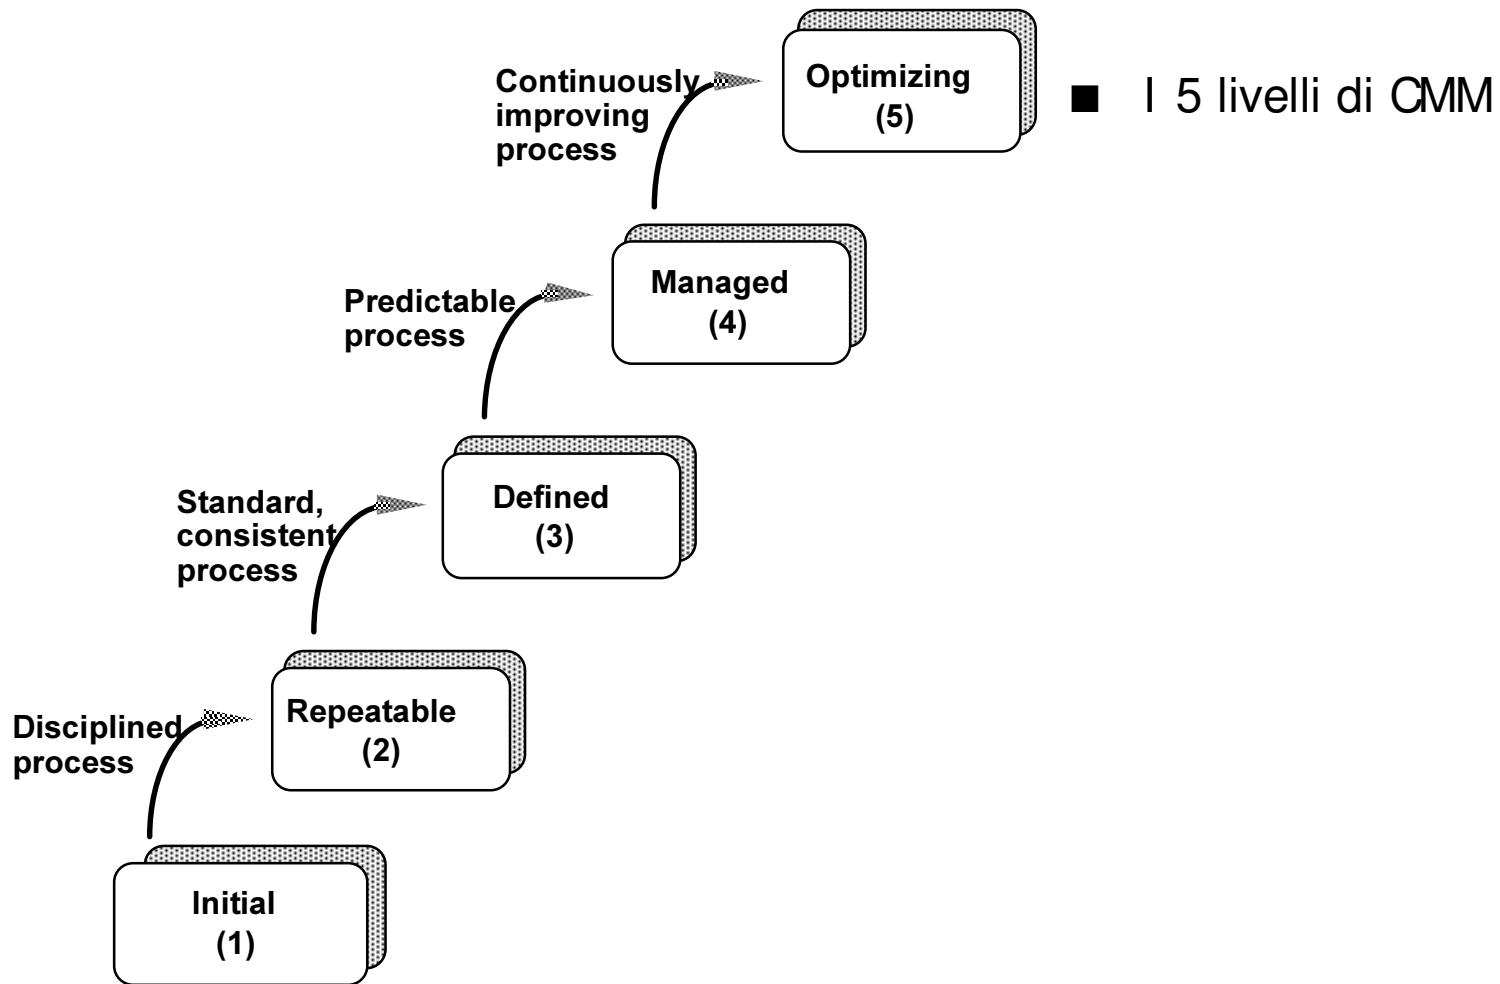 Continuously
improving
process
Optimizing
(5)
■ I 5 livelli di CMM
Predictable
process
Managed
(4)
Standard,
consistent
process
Defined
(3)
Disciplined
process
Repeatable
(2)
Initial
(1)